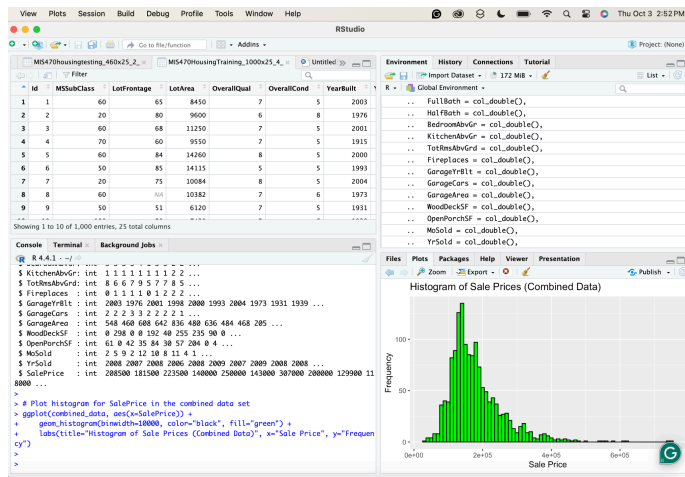 View Plots Session Build Debug Profile Tools Window Help Thu Oct 3 2:52 PM
RStudio
Go to file/function Addins Project: (None)
MIS470housingtesting_460x25_2_ MIS470HousingTraining_1000x25_4_ Untitled
Filter
Id MSSubClass LotFrontage LotArea OverallQual OverallCond YearBuilt
1 1 60 65 8450 7 5 2003
2 2 20 80 9600 6 8 1976
3 3 60 68 11250 7 5 2001
4 4 70 60 9550 7 5 1915
5 5 60 84 14260 8 5 2000
6 6 50 85 14115 5 5 1993
7 7 20 75 10084 8 5 2004
8 8 60 NA 10382 7 6 1973
9 9 50 51 6120 7 5 1931
Showing 1 to 10 of 1,000 entries, 25 total columns
Console Terminal Background Jobs
R 4.4.1 · ~/
$ KitchenAbvGr: int 1 1 1 1 1 1 1 1 2 2 ...
$ TotRmsAbvGrd: int 8 6 6 7 9 5 7 7 8 5 ...
$ Fireplaces : int 0 1 1 1 1 0 1 2 2 2 ...
$ GarageYrBlt : int 2003 1976 2001 1998 2000 1993 2004 1973 1931 1939 ...
$ GarageCars : int 2 2 2 3 3 2 2 2 2 1 ...
$ GarageArea : int 548 460 608 642 836 480 636 484 468 205 ...
$ WoodDeckSF : int 0 298 0 0 192 40 255 235 90 0 ...
$ OpenPorchSF : int 61 0 42 35 84 30 57 204 0 4 ...
$ MoSold : int 2 5 9 2 12 10 8 11 4 1 ...
$ YrSold : int 2008 2007 2008 2006 2008 2009 2007 2009 2008 2008 ...
$ SalePrice : int 208500 181500 223500 140000 250000 143000 307000 200000 129900 11
8000 ...
>
> # Plot histogram for SalePrice in the combined data set
> ggplot(combined_data, aes(x=SalePrice)) +
+ geom_histogram(binwidth=10000, color="black", fill="green") +
+ labs(title="Histogram of Sale Prices (Combined Data)", x="Sale Price", y="Frequen
cy")
>
>
Environment History Connections Tutorial
Import Dataset 172 MiB List
R Global Environment
.. FullBath = col_double(),
.. HalfBath = col_double(),
.. BedroomAbvGr = col_double(),
.. KitchenAbvGr = col_double(),
.. TotRmsAbvGrd = col_double(),
.. Fireplaces = col_double(),
.. GarageYrBlt = col_double(),
.. GarageCars = col_double(),
.. GarageArea = col_double(),
.. WoodDeckSF = col_double(),
.. OpenPorchSF = col_double(),
.. MoSold = col_double(),
.. YrSold = col_double(),
Files Plots Packages Help Viewer Presentation
Zoom Export Publish
Histogram of Sale Prices (Combined Data)
Frequency
100
50
0
0e+00 2e+05 4e+05 6e+05
Sale Price